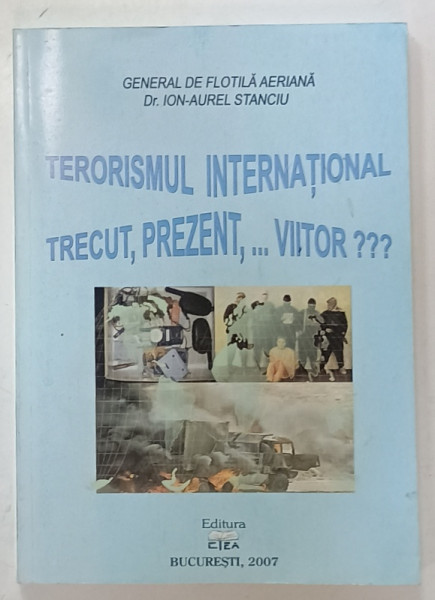 GENERAL DE FLOTILĂ AERIANĂ
Dr. ION-AUREL STANCIU
TERORISMUL INTERNAȚIONAL
TRECUT, PREZENT, ... VIITOR ???
Editura
CTEA
BUCUREȘTI, 2007